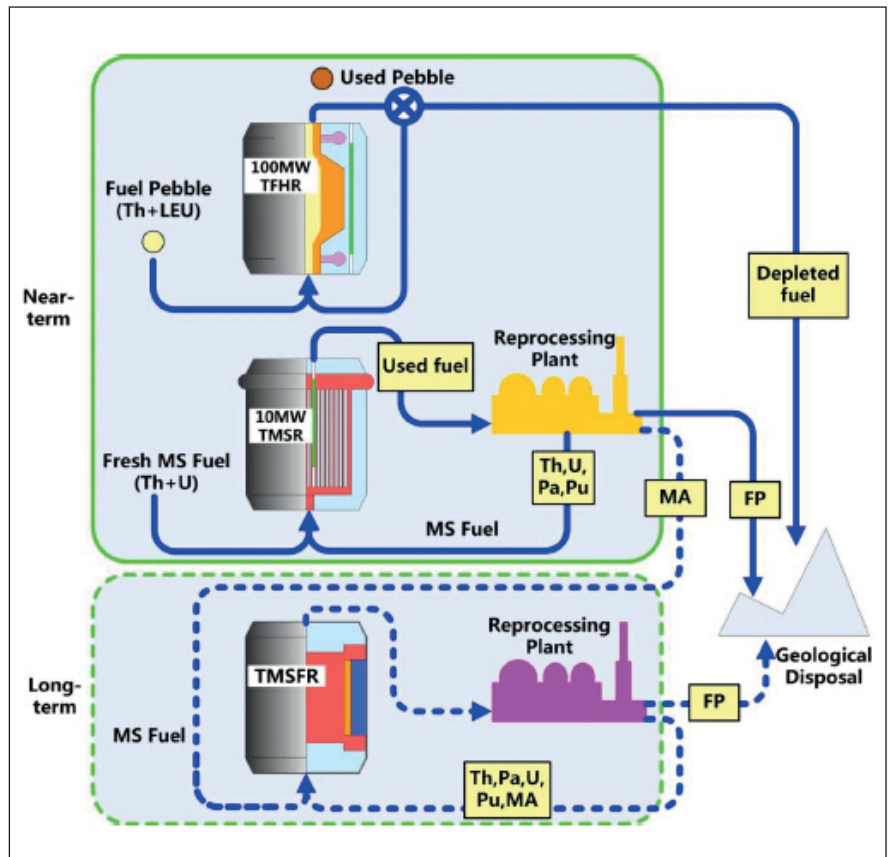 Used Pebble
100MW
TFHR
Fuel Pebble
(Th+LEU)
Depleted
fuel
Near-
term
Used fuel
Reprocessing
Plant
10MW
TMSR
Fresh MS Fuel
(Th+U)
Th,U,
Pa,Pu
MA
FP
MS Fuel
Reprocessing
Plant
TMSFR
Geological
Disposal
Long-
term
FP
MS Fuel
Th,Pa,U,
Pu,MA